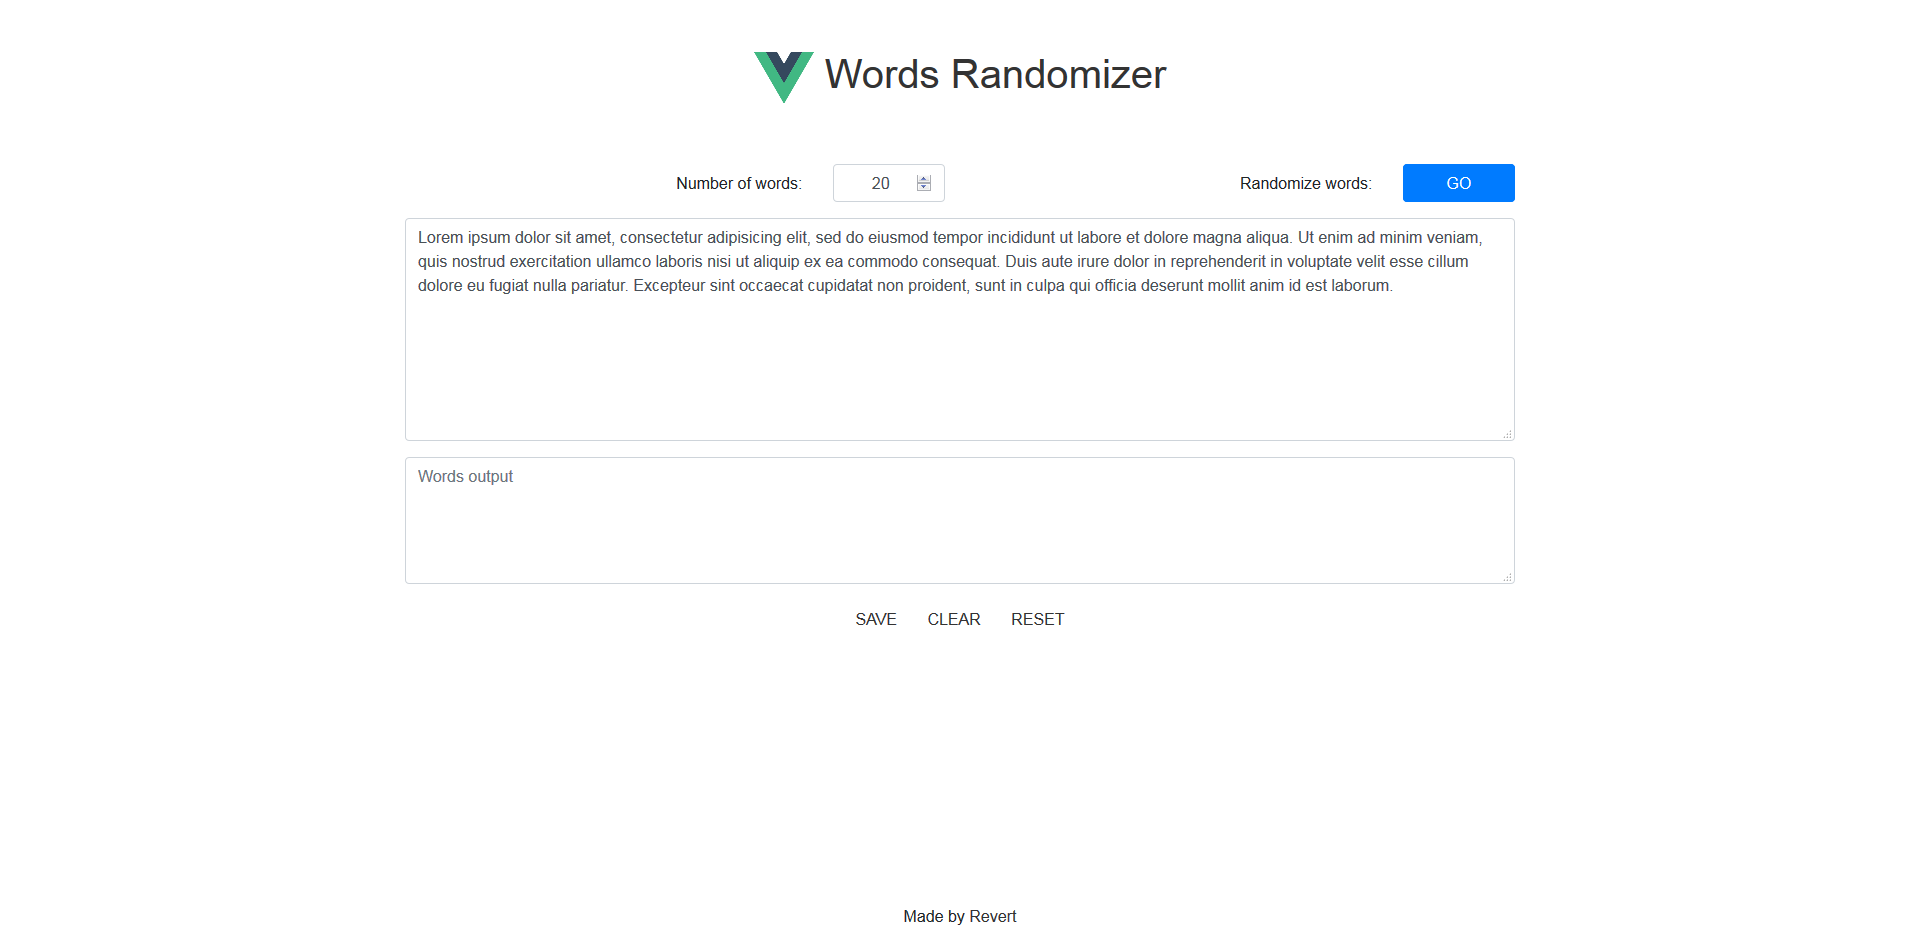 Words Randomizer
Number of words: 20 Randomize words: GO
Lorem ipsum dolor sit amet, consectetur adipisicing elit, sed do eiusmod tempor incididunt ut labore et dolore magna aliqua. Ut enim ad minim veniam,
quis nostrud exercitation ullamco laboris nisi ut aliquip ex ea commodo consequat. Duis aute irure dolor in reprehenderit in voluptate velit esse cillum
dolore eu fugiat nulla pariatur. Excepteur sint occaecat cupidatat non proident, sunt in culpa qui officia deserunt mollit anim id est laborum.
Words output
SAVE CLEAR RESET
Made by Revert